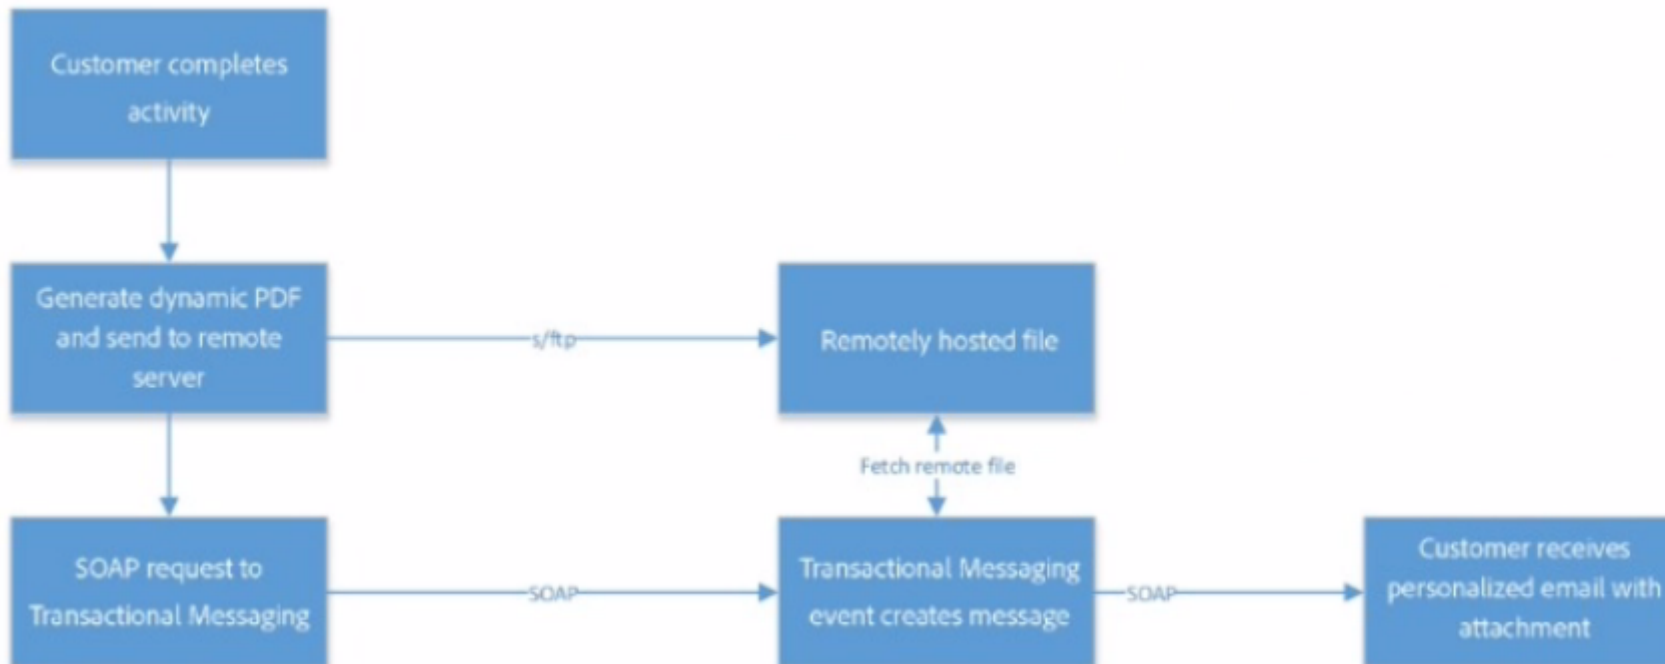 Customer completes
activity
Generate dynamic PDF
and send to remote
server
s/ftp
Remotely hosted file
Fetch remote file
SOAP request to
Transactional Messaging
SOAP
Transactional Messaging
event creates message
SOAP
Customer receives
personalized email with
attachment